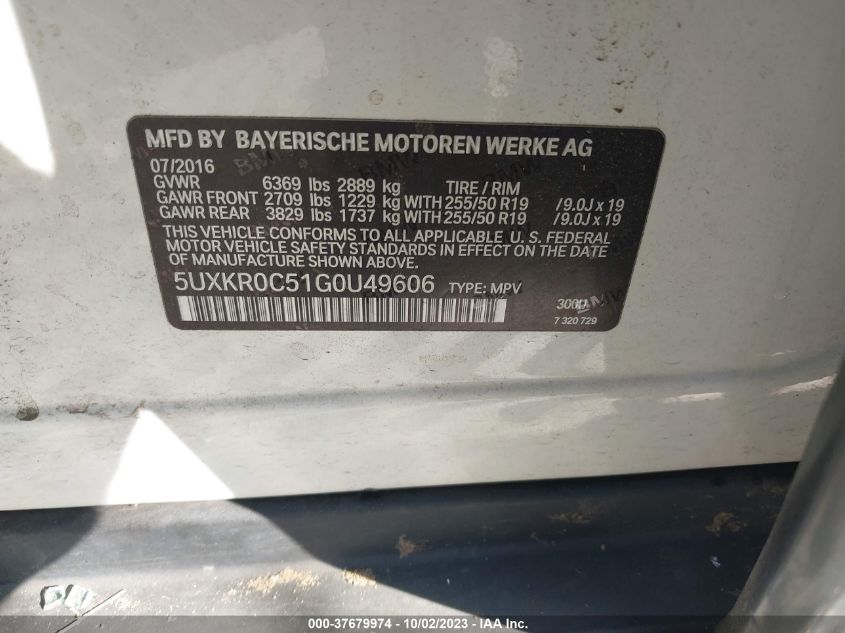 MFD BY BAYERISCHE MOTOREN WERKE AG
07/2016
GVWR 6369 lbs 2889 kg TIRE / RIM
GAWR FRONT 2709 lbs 1229 kg WITH 255/50 R19 /9.0J x 19
GAWR REAR 3829 lbs 1737 kg WITH 255/50 R19 /9.0J x 19
THIS VEHICLE CONFORMS TO ALL APPLICABLE U. S. FEDERAL
MOTOR VEHICLE SAFETY STANDARDS IN EFFECT ON THE DATE
OF MANUFACTURE SHOWN ABOVE.
5UXKR0C51G0U49606 TYPE: MPV
7 320 729
000-37679974 - 10/02/2023 - IAAI.com